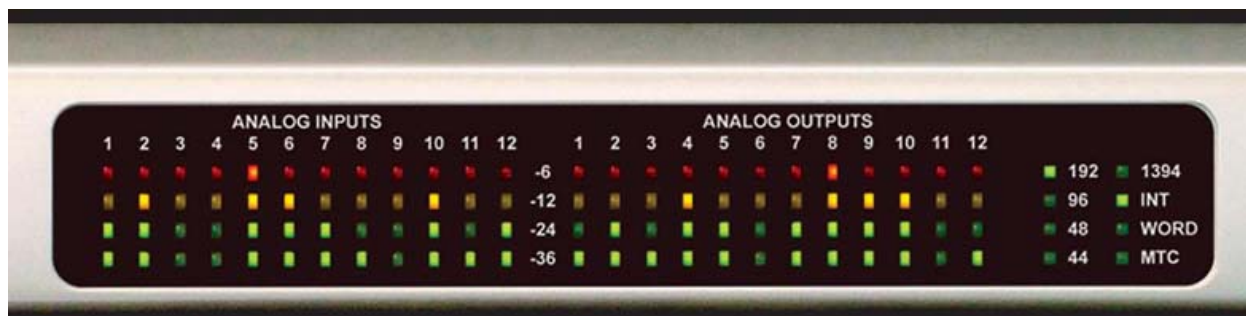 ANALOG INPUTS ANALOG OUTPUTS
1 2 3 4 5 6 7 8 9 10 11 12 1 2 3 4 5 6 7 8 9 10 11 12
-6 192 1394
-12 96 INT
-24 48 WORD
-36 44 MTC